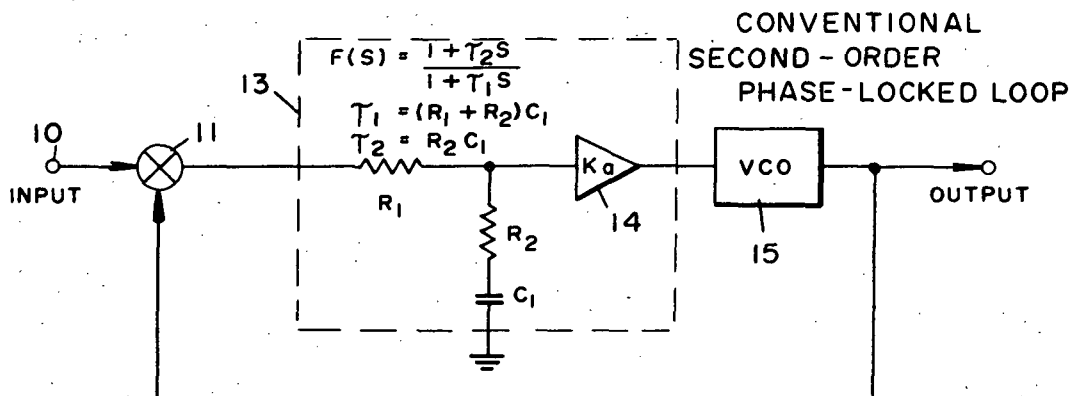 CONVENTIONAL
SECOND-ORDER
PHASE-LOCKED LOOP
F(S) = 1 + τ2S / 1 + τ1S
13
τ1 = (R1 + R2)C1
τ2 = R2C1
10
11
INPUT
R1
Ka
14
VCO
15
OUTPUT
R2
C1